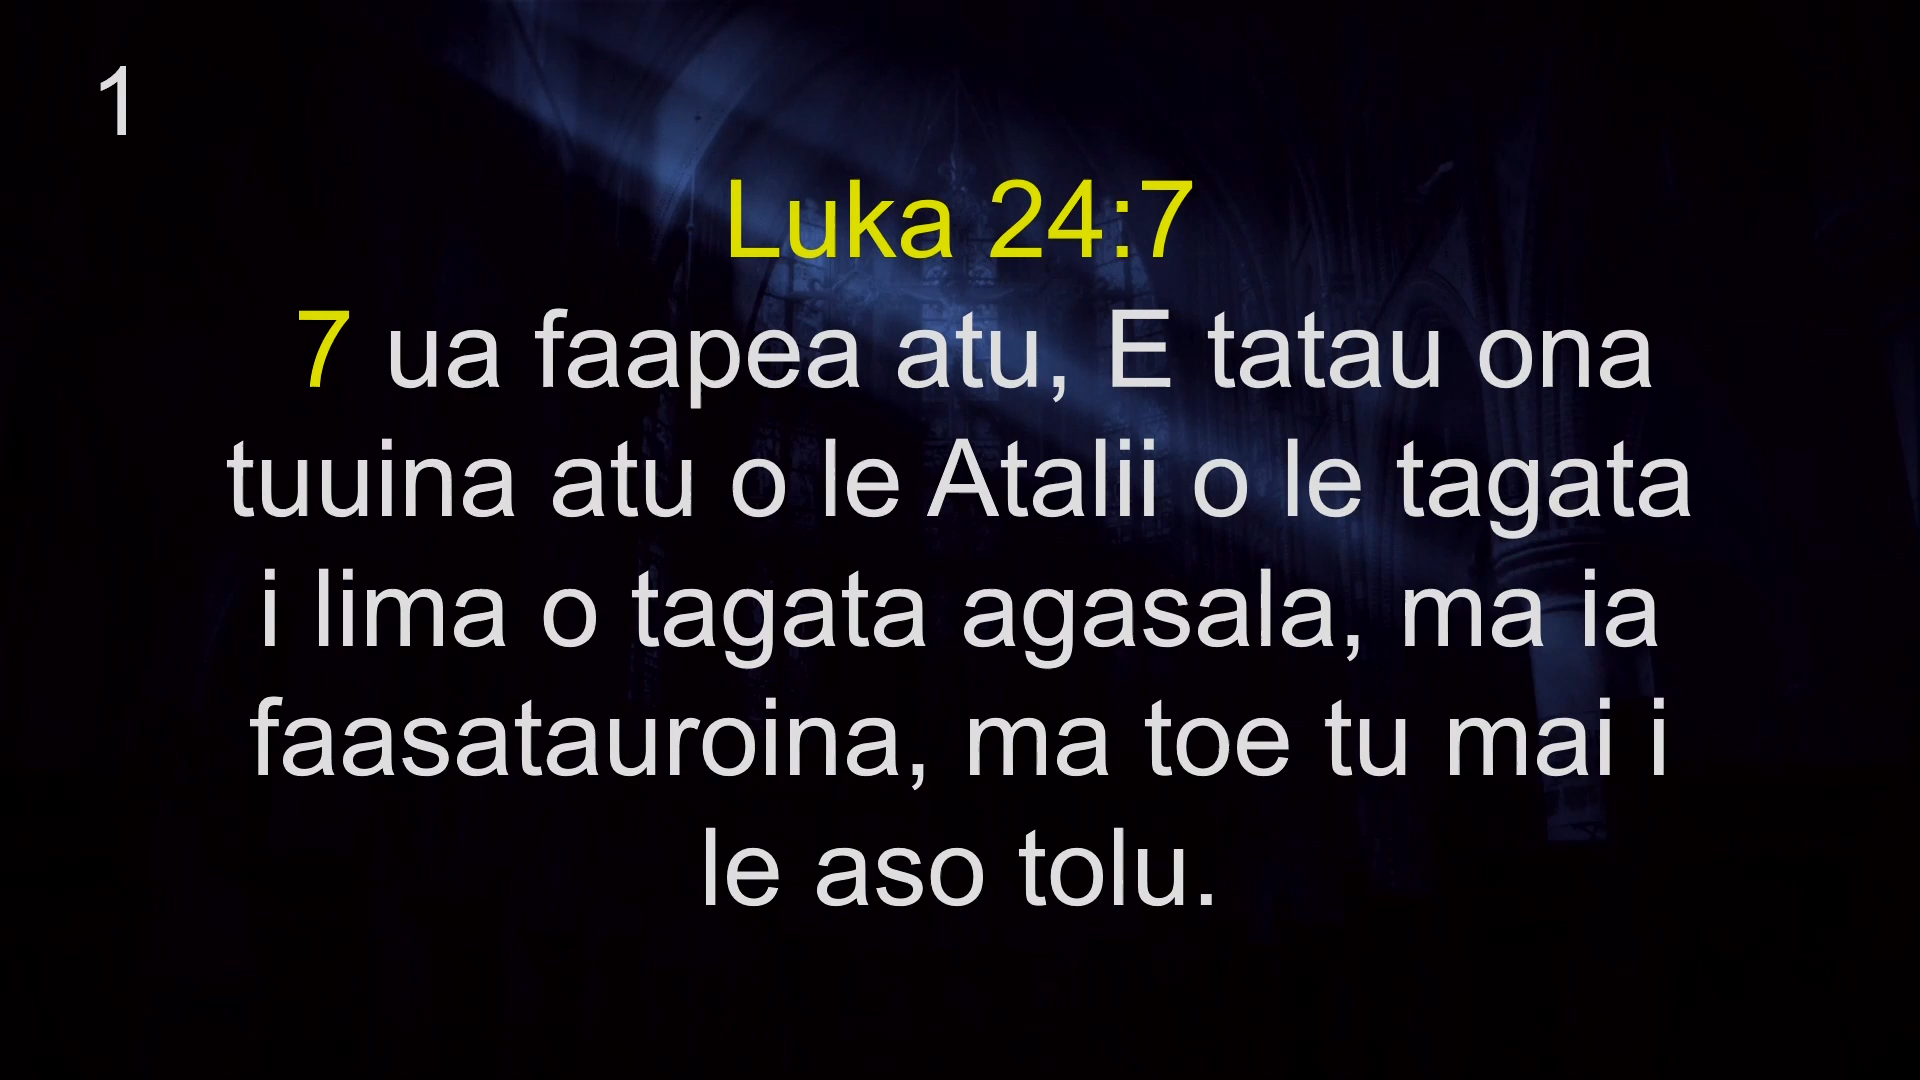 1
Luka 24:7
7 ua faapea atu, E tatau ona
tuuina atu o le Atalii o le tagata
i lima o tagata agasala, ma ia
faasatauroina, ma toe tu mai i
le aso tolu.